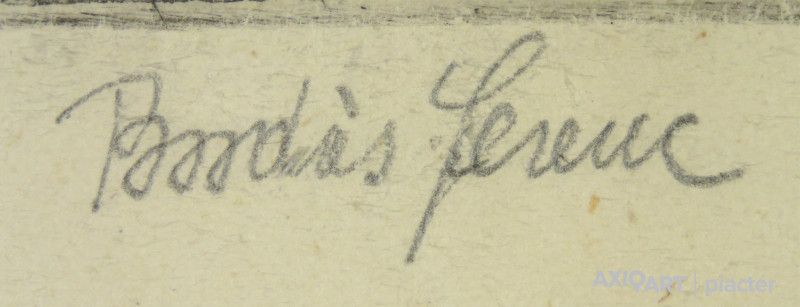 Bordás Ferenc
AXIOART | piacter